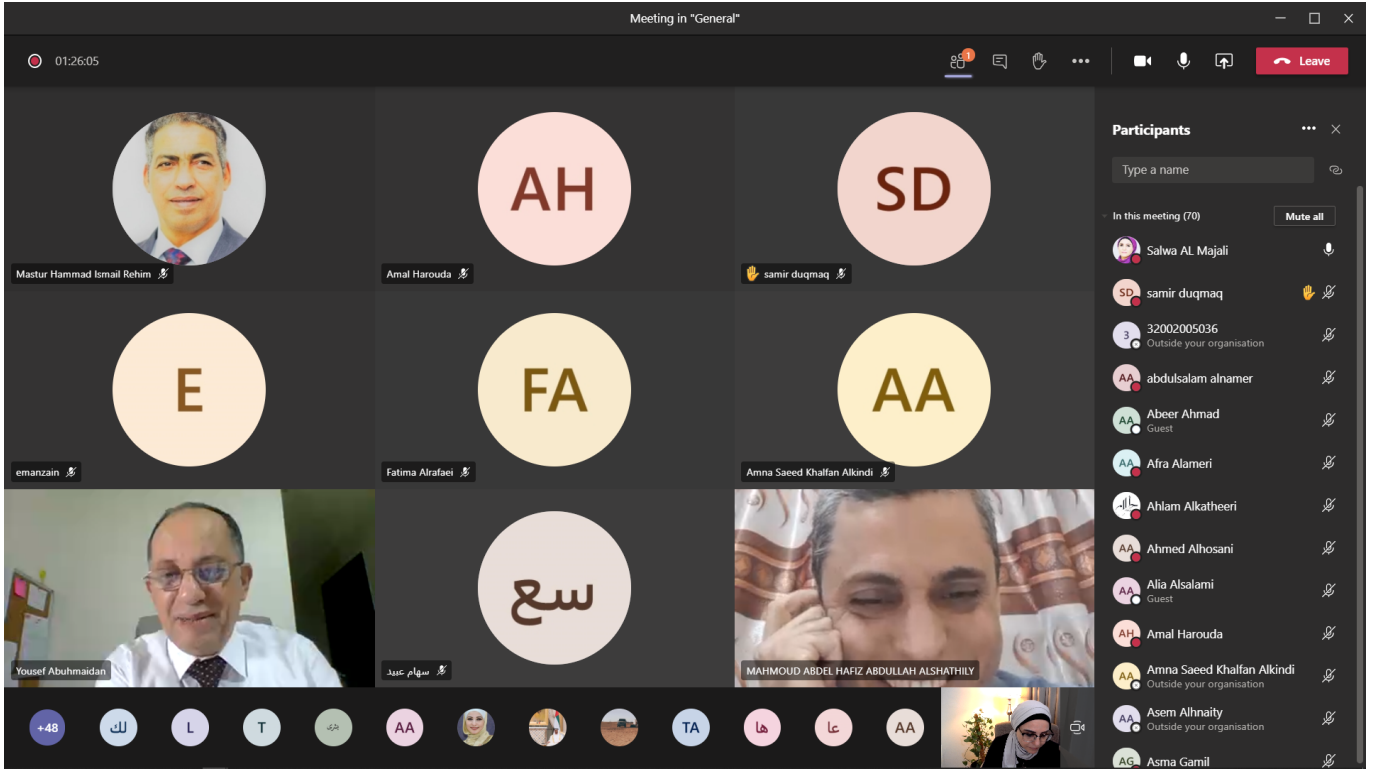 Meeting in "General"
01:26:05
1
Leave
Mastur Hammad Ismail Rehim
AH
Amal Harouda
SD
samir duqmaq
E
emanzain
FA
Fatima Alrafaei
AA
Amna Saeed Khalfan Alkindi
Yousef Abuhmaidan
سع
سهام عبيد
MAHMOUD ABDEL HAFIZ ABDULLAH ALSHATHILY
+48
لك
L
T
بشرى
AA
TA
ها
عا
AA
Participants
Type a name
In this meeting (70)
Mute all
Salwa AL Majali
SD
samir duqmaq
3
32002005036
Outside your organisation
AA
abdulsalam alnamer
AA
Abeer Ahmad
Guest
AA
Afra Alameri
Ahlam Alkatheeri
AA
Ahmed Alhosani
AA
Alia Alsalami
Guest
AH
Amal Harouda
AA
Amna Saeed Khalfan Alkindi
Outside your organisation
AA
Asem Alhnaity
Outside your organisation
AG
Asma Gamil